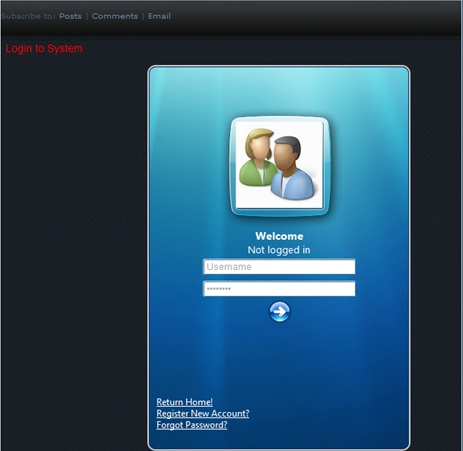 Subscribe to: Posts | Comments | Email
Login to System
Welcome
Not logged in
Username
••••••••
Return Home!
Register New Account?
Forgot Password?